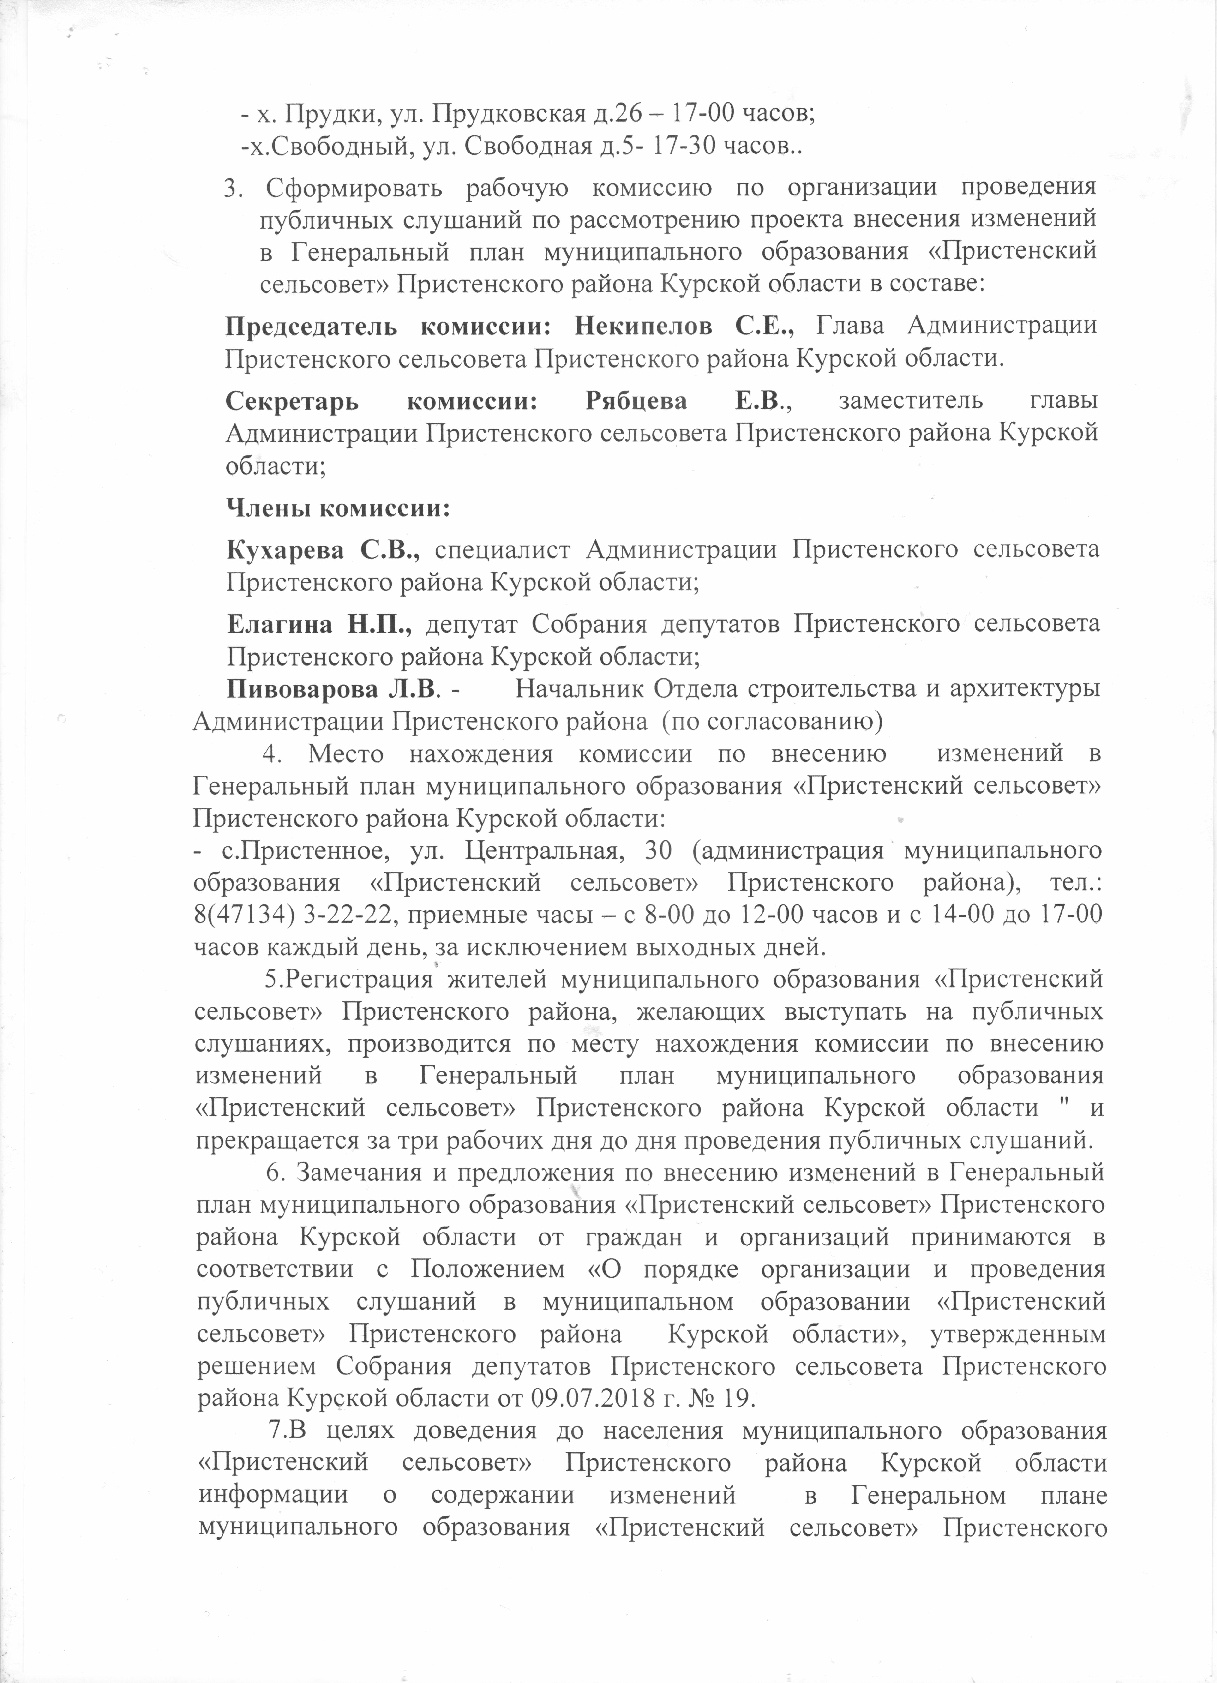 - х. Прудки, ул. Прудковская д.26 – 17-00 часов;
-х.Свободный, ул. Свободная д.5- 17-30 часов..
3. Сформировать рабочую комиссию по организации проведения
публичных слушаний по рассмотрению проекта внесения изменений
в Генеральный план муниципального образования «Пристенский
сельсовет» Пристенского района Курской области в составе:
Председатель комиссии: Некипелов С.Е., Глава Администрации
Пристенского сельсовета Пристенского района Курской области.
Секретарь комиссии: Рябцева Е.В., заместитель главы
Администрации Пристенского сельсовета Пристенского района Курской
области;
Члены комиссии:
Кухарева С.В., специалист Администрации Пристенского сельсовета
Пристенского района Курской области;
Елагина Н.П., депутат Собрания депутатов Пристенского сельсовета
Пристенского района Курской области;
Пивоварова Л.В. - Начальник Отдела строительства и архитектуры
Администрации Пристенского района (по согласованию)
4. Место нахождения комиссии по внесению изменений в
Генеральный план муниципального образования «Пристенский сельсовет»
Пристенского района Курской области:
- с.Пристенное, ул. Центральная, 30 (администрация муниципального
образования «Пристенский сельсовет» Пристенского района), тел.:
8(47134) 3-22-22, приемные часы – с 8-00 до 12-00 часов и с 14-00 до 17-00
часов каждый день, за исключением выходных дней.
5.Регистрация жителей муниципального образования «Пристенский
сельсовет» Пристенского района, желающих выступать на публичных
слушаниях, производится по месту нахождения комиссии по внесению
изменений в Генеральный план муниципального образования
«Пристенский сельсовет» Пристенского района Курской области " и
прекращается за три рабочих дня до дня проведения публичных слушаний.
6. Замечания и предложения по внесению изменений в Генеральный
план муниципального образования «Пристенский сельсовет» Пристенского
района Курской области от граждан и организаций принимаются в
соответствии с Положением «О порядке организации и проведения
публичных слушаний в муниципальном образовании «Пристенский
сельсовет» Пристенского района Курской области», утвержденным
решением Собрания депутатов Пристенского сельсовета Пристенского
района Курской области от 09.07.2018 г. № 19.
7.В целях доведения до населения муниципального образования
«Пристенский сельсовет» Пристенского района Курской области
информации о содержании изменений в Генеральном плане
муниципального образования «Пристенский сельсовет» Пристенского